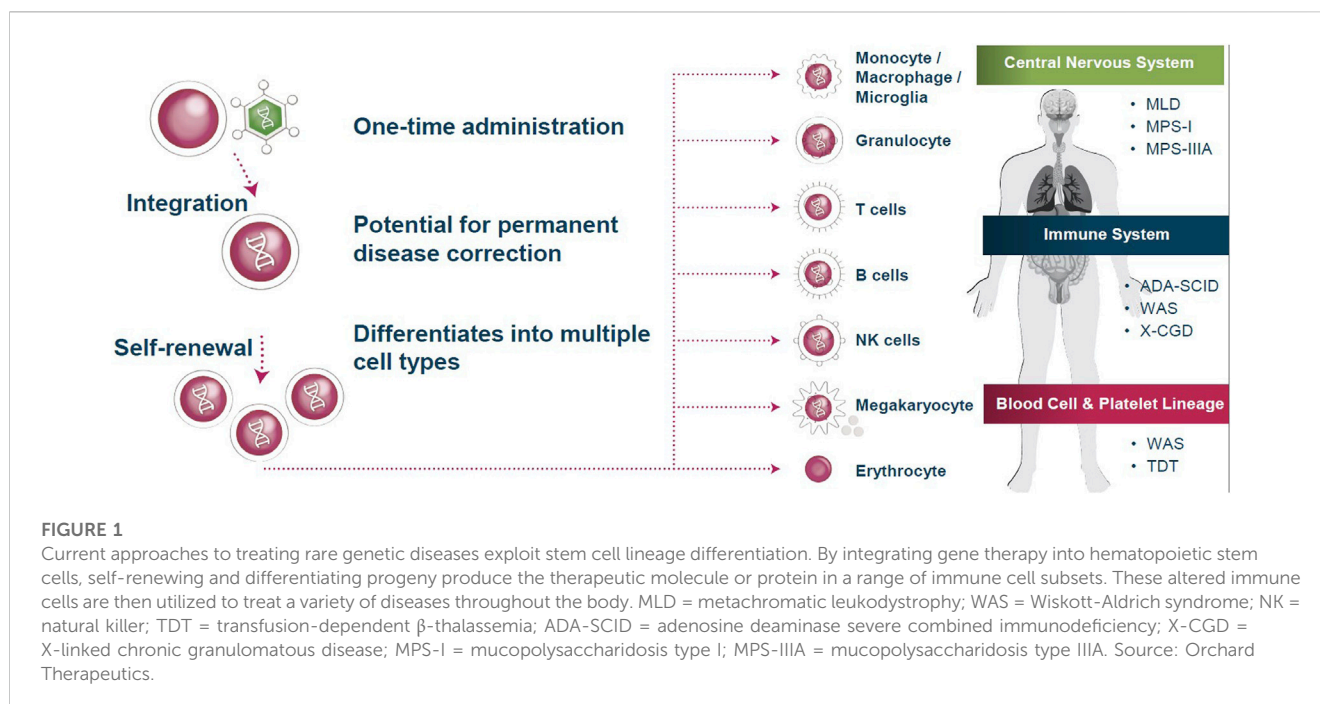 One-time administration
Integration
Potential for permanent
disease correction
Self-renewal
Differentiates into multiple
cell types
Monocyte /
Macrophage /
Microglia
Granulocyte
T cells
B cells
NK cells
Megakaryocyte
Erythrocyte
Central Nervous System
• MLD
• MPS-I
• MPS-IIIA
Immune System
• ADA-SCID
• WAS
• X-CGD
Blood Cell & Platelet Lineage
• WAS
• TDT
FIGURE 1
Current approaches to treating rare genetic diseases exploit stem cell lineage differentiation. By integrating gene therapy into hematopoietic stem
cells, self-renewing and differentiating progeny produce the therapeutic molecule or protein in a range of immune cell subsets. These altered immune
cells are then utilized to treat a variety of diseases throughout the body. MLD = metachromatic leukodystrophy; WAS = Wiskott-Aldrich syndrome; NK =
natural killer; TDT = transfusion-dependent β-thalassemia; ADA-SCID = adenosine deaminase severe combined immunodeficiency; X-CGD =
X-linked chronic granulomatous disease; MPS-I = mucopolysaccharidosis type I; MPS-IIIA = mucopolysaccharidosis type IIIA. Source: Orchard
Therapeutics.